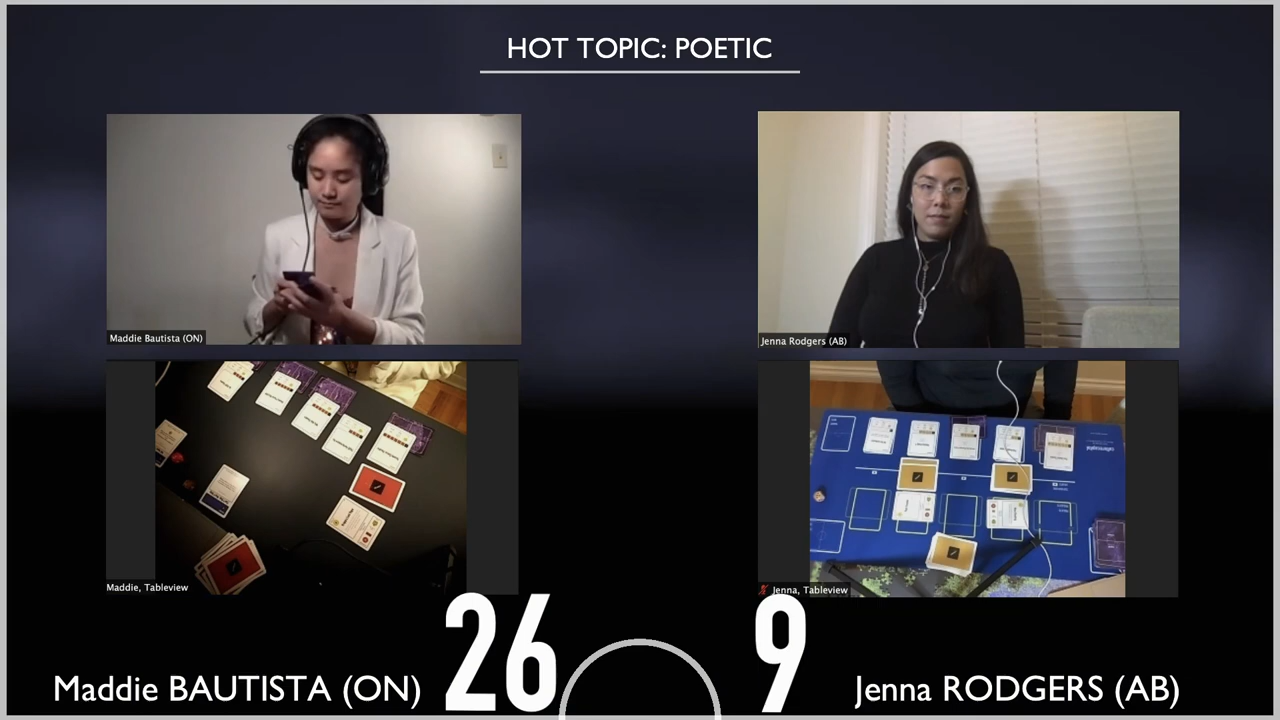 HOT TOPIC: POETIC
Maddie Bautista (ON)
Jenna Rodgers (AB)
Maddie, Tableview
Jenna, Tableview
26
9
Maddie BAUTISTA (ON)
Jenna RODGERS (AB)